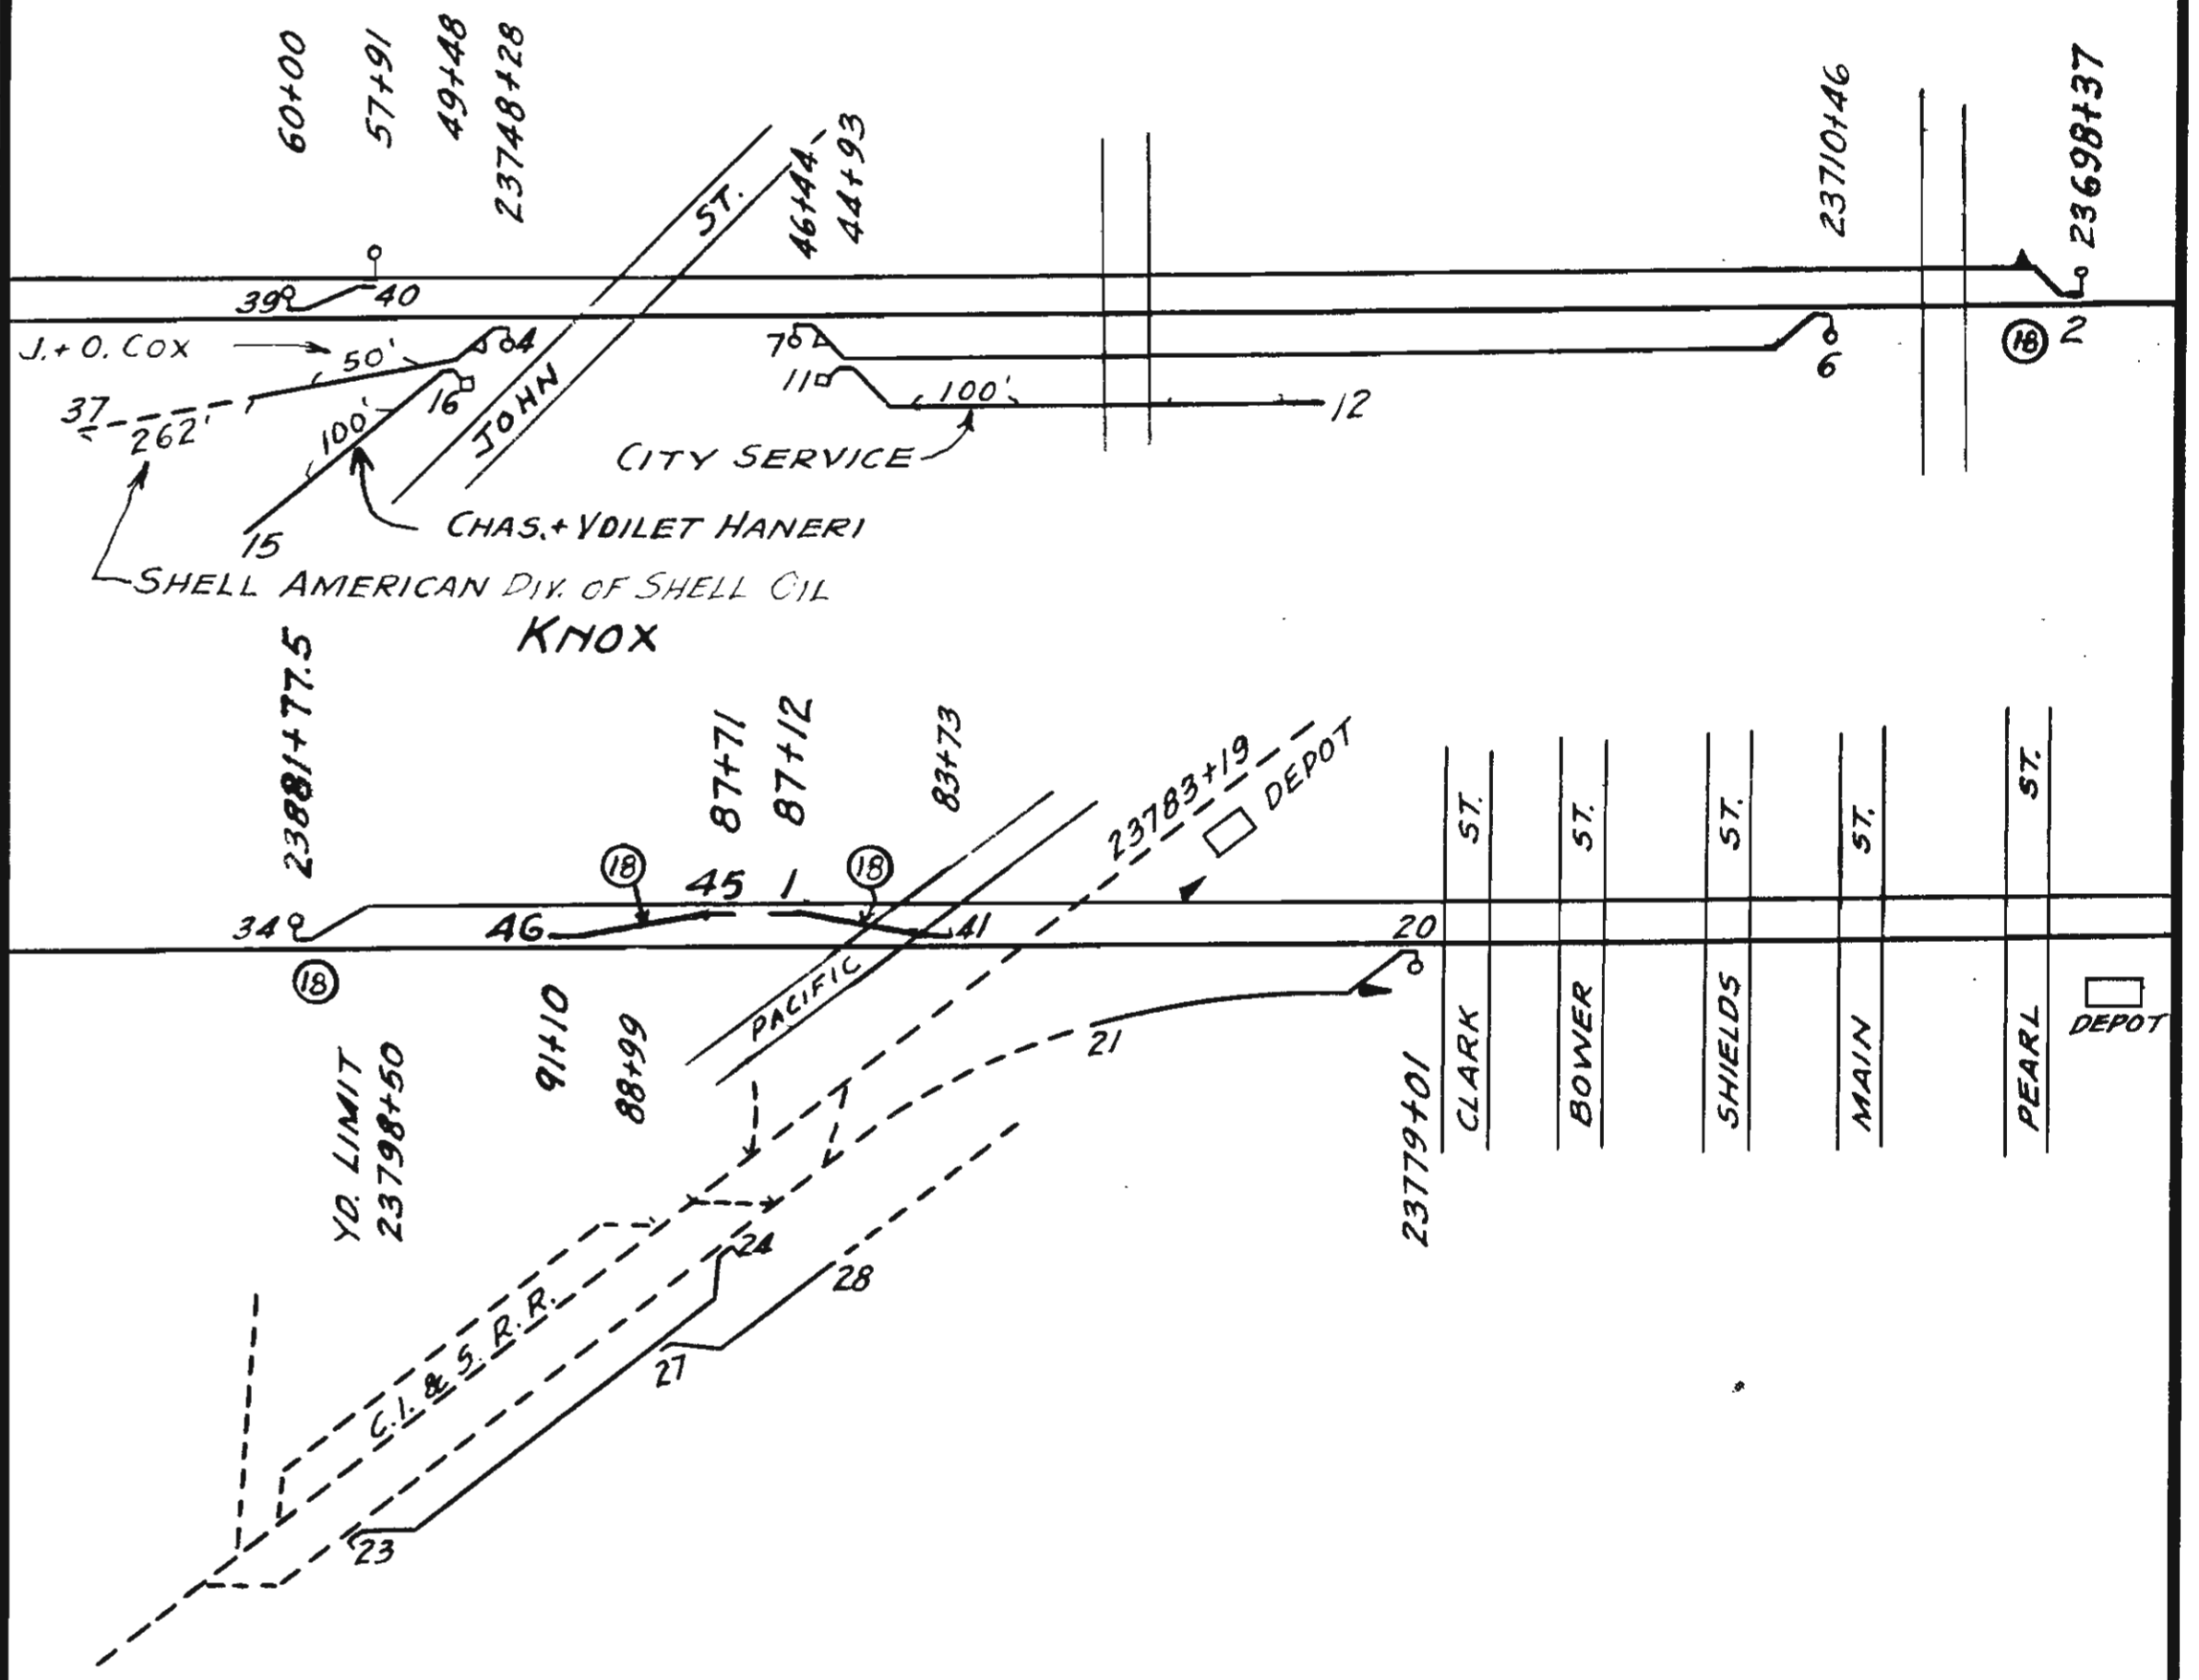 60+00
57+91
49+48
23748+28
46+44
44+93
23710+46
23698+37
ST.
JOHN
39
40
J.+O. COX
50'
4
7
6
18
2
37
262'
16
100'
11
100'
12
CITY SERVICE
15
CHAS.+VDILET HANERI
SHELL AMERICAN DIV. OF SHELL OIL
KNOX
23881+77.5
87+71
87+12
83+73
23783+19
DEPOT
ST.
ST.
ST.
ST.
ST.
18
45
1
18
34
46
41
20
18
PACIFIC
21
CLARK
BOWER
SHIELDS
MAIN
PEARL
DEPOT
91+10
88+99
YD. LIMIT
23798+50
23779+01
24
28
C.I. & S. R.R.
27
23